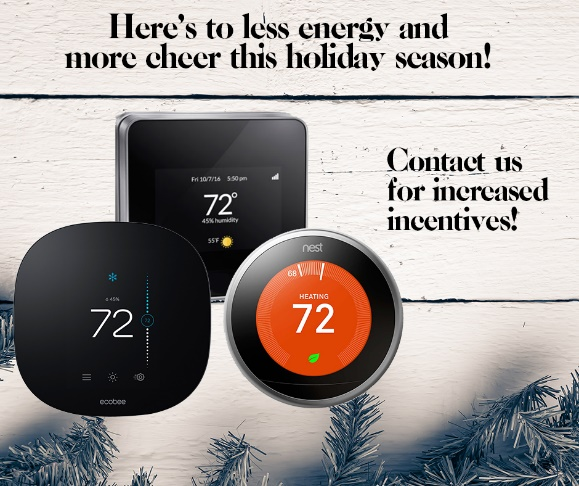 Here's to less energy and
more cheer this holiday season!
Fri 10/7/16 5:50 pm
72°
45% humidity
55°F
Contact us
for increased
incentives!
nest
68
HEATING
72
45%
72
ecobee